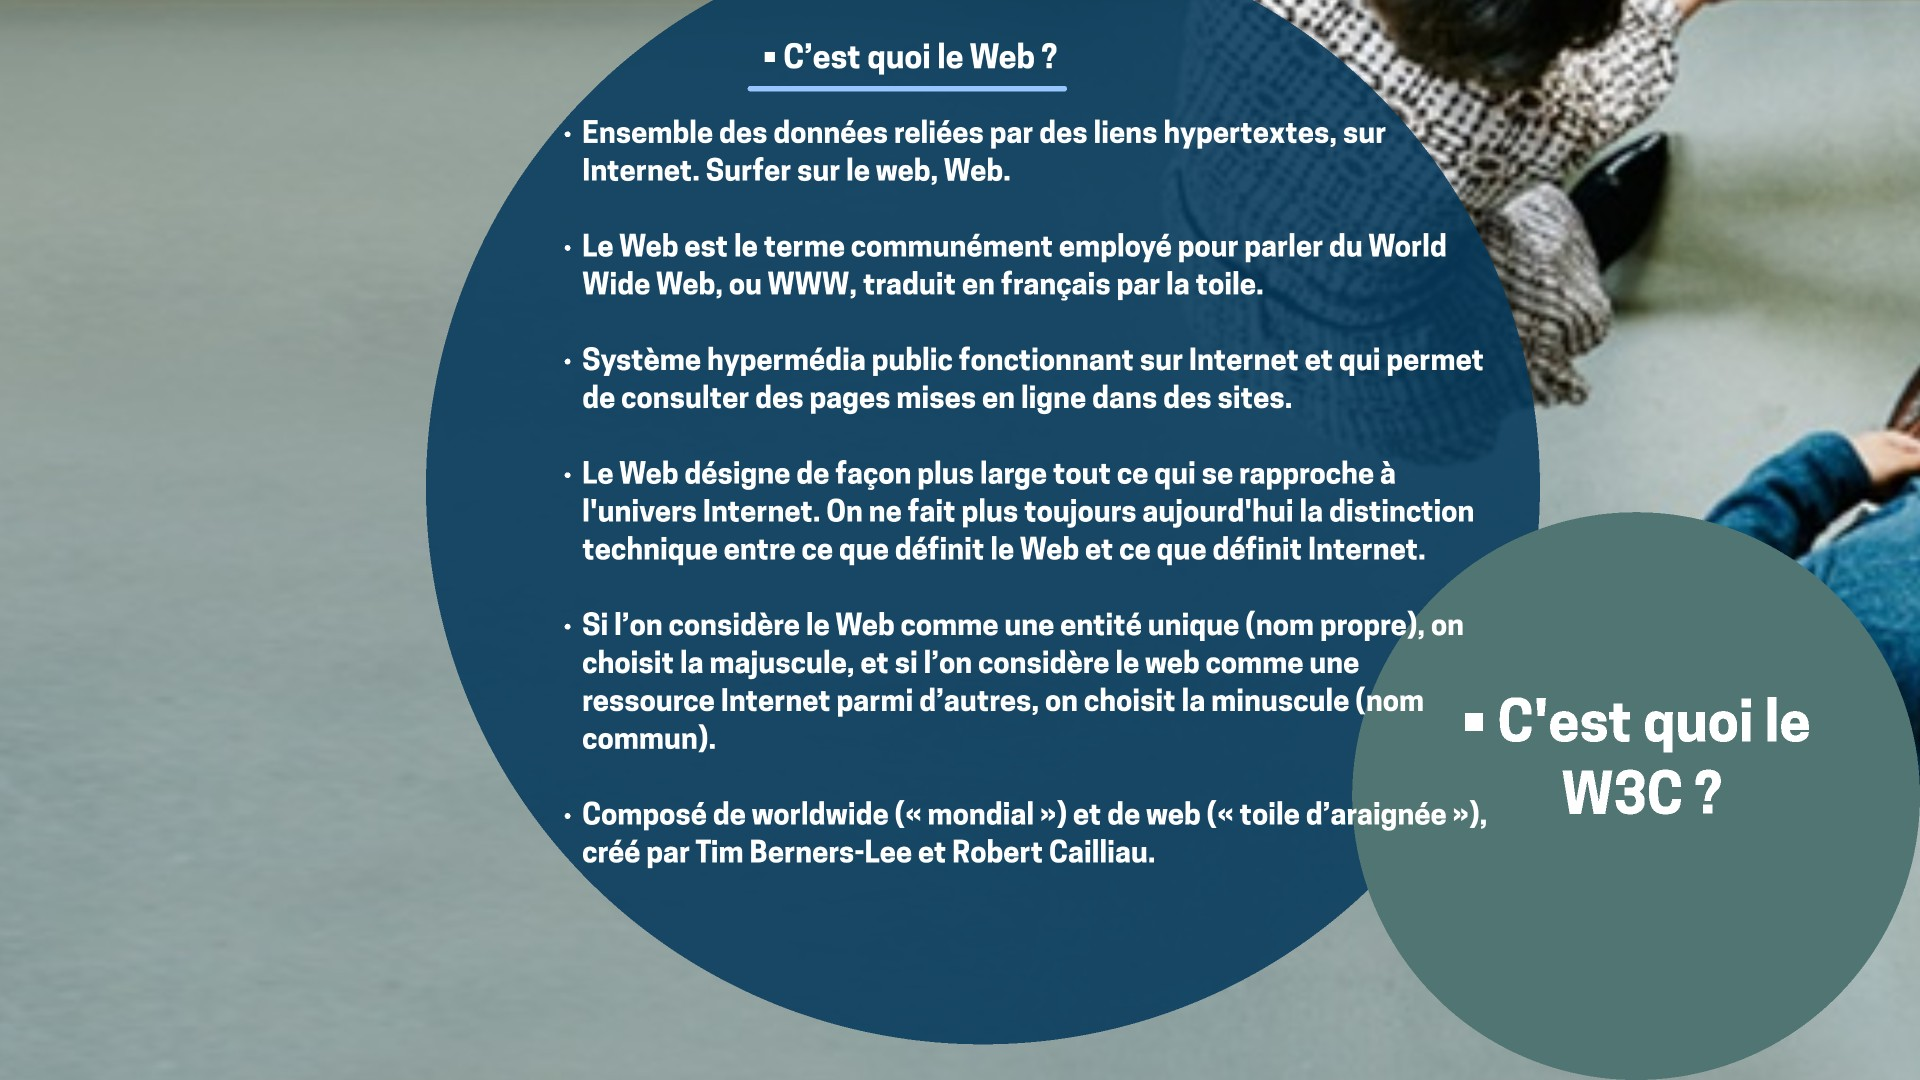 ▪ C’est quoi le Web ?
• Ensemble des données reliées par des liens hypertextes, sur
Internet. Surfer sur le web, Web.
• Le Web est le terme communément employé pour parler du World
Wide Web, ou WWW, traduit en français par la toile.
• Système hypermédia public fonctionnant sur Internet et qui permet
de consulter des pages mises en ligne dans des sites.
• Le Web désigne de façon plus large tout ce qui se rapproche à
l'univers Internet. On ne fait plus toujours aujourd'hui la distinction
technique entre ce que définit le Web et ce que définit Internet.
• Si l’on considère le Web comme une entité unique (nom propre), on
choisit la majuscule, et si l’on considère le web comme une
ressource Internet parmi d’autres, on choisit la minuscule (nom
commun).
• Composé de worldwide (« mondial ») et de web (« toile d’araignée »),
créé par Tim Berners-Lee et Robert Cailliau.
▪ C'est quoi le
W3C ?